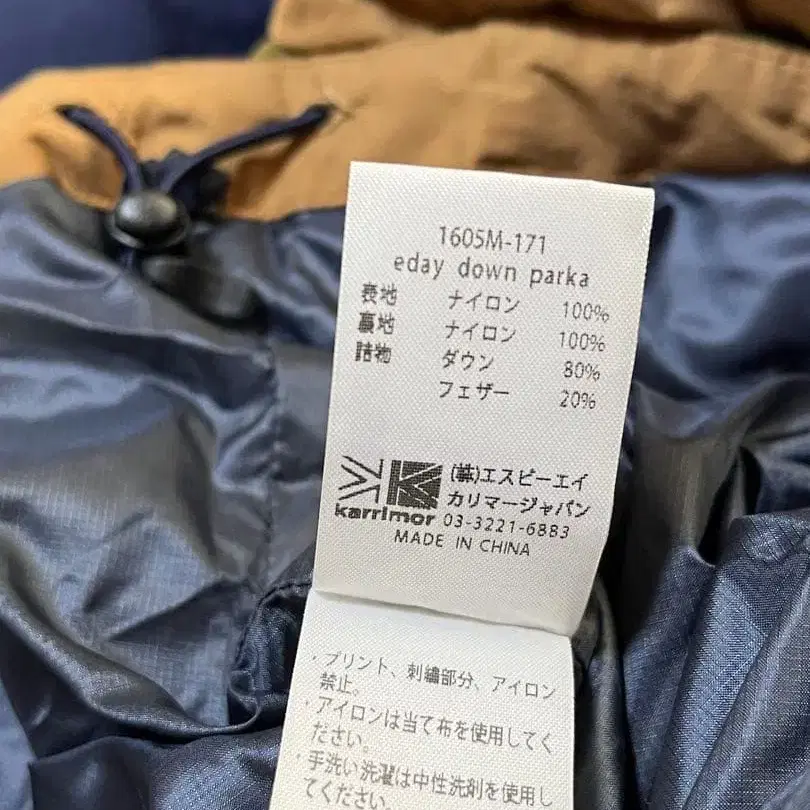 1605M-171
eday down parka
表地 ナイロン 100%
裏地 ナイロン 100%
詰物 ダウン 80%
フェザー 20%
karrimor
(株)エスピーエイ
カリマージャパン
03-3221-6883
MADE IN CHINA
・プリント、刺繍部分、アイロン
禁止。
・アイロンは当て布を使用してく
ださい。
・手洗い洗濯は中性洗剤を使用し
てください。